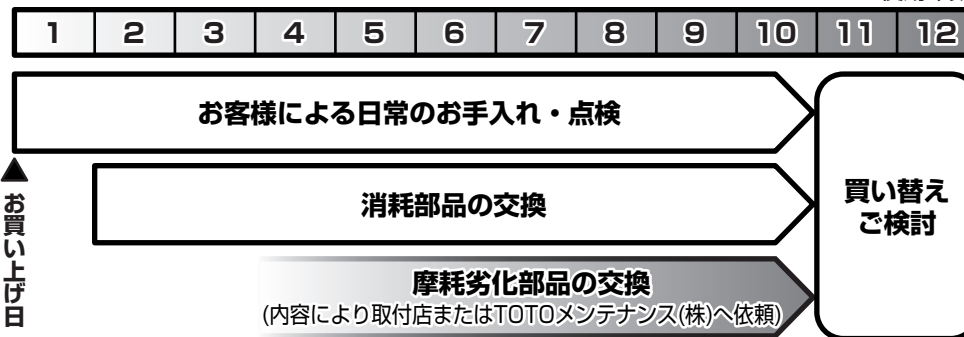 1 2 3 4 5 6 7 8 9 10 11 12
お客様による日常のお手入れ・点検
▲
お買い上げ日
消耗部品の交換
摩耗劣化部品の交換
(内容により取付店またはTOTOメンテナンス(株)へ依頼)
買い替え
ご検討